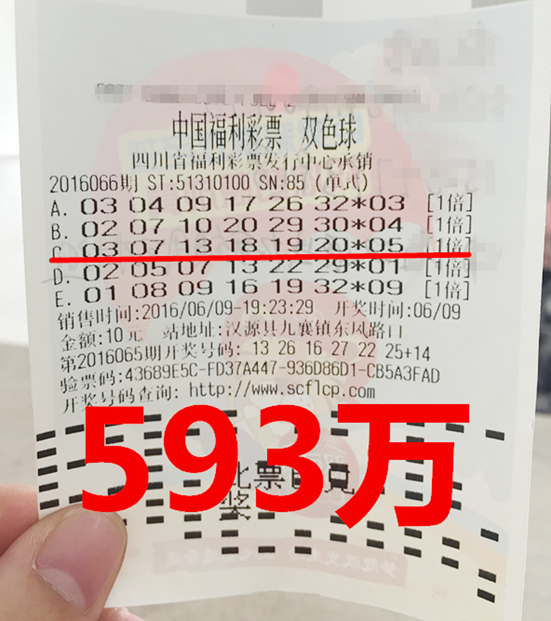 中国福利彩票 双色球
四川省福利彩票发行中心承销
2016066期 ST:51310100 SN:85 (单式)
A. 03 04 09 17 26 32*03 [1倍]
B. 02 07 10 20 29 30*04 [1倍]
C. 03 07 13 18 19 20*05 [1倍]
D. 02 05 07 13 22 29*01 [1倍]
E. 01 08 09 16 19 32*09 [1倍]
销售时间:2016/06/09-19:23:29 开奖时间:06/09
金额:10元 站地址:汉源县九襄镇东风路11
第2016065期开奖号码: 13 26 16 27 22 25+14
验票码:43689E5C-FD37A447-936D86D1-CB5A3FAD
开奖号码查询: http://www.scflcp.com
593万
此票已兑
奖